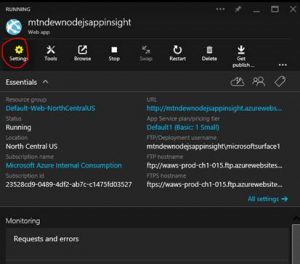 RUNNING
mtndewnodejsappinsight
Web app
Settings
Tools
Browse
Stop
Swap
Restart
Delete
Get publish ...
Essentials
Resource group
Default-Web-NorthCentralUS
Status
Running
Location
North Central US
Subscription name
Microsoft Azure Internal Consumption
Subscription id
23528cd9-0489-4df2-ab7c-c1475fd03527
URL
http://mtndewnodejsappinsight.azurewebs...
App Service plan/pricing tier
Default1 (Basic: 1 Small)
FTP/Deployment username
mtndewnodejsappinsight\microsoftsurface1
FTP hostname
ftp://waws-prod-ch1-015.ftp.azurewebsites...
FTPS hostname
ftps://waws-prod-ch1-015.ftp.azurewebsite...
All settings →
Monitoring
Requests and errors